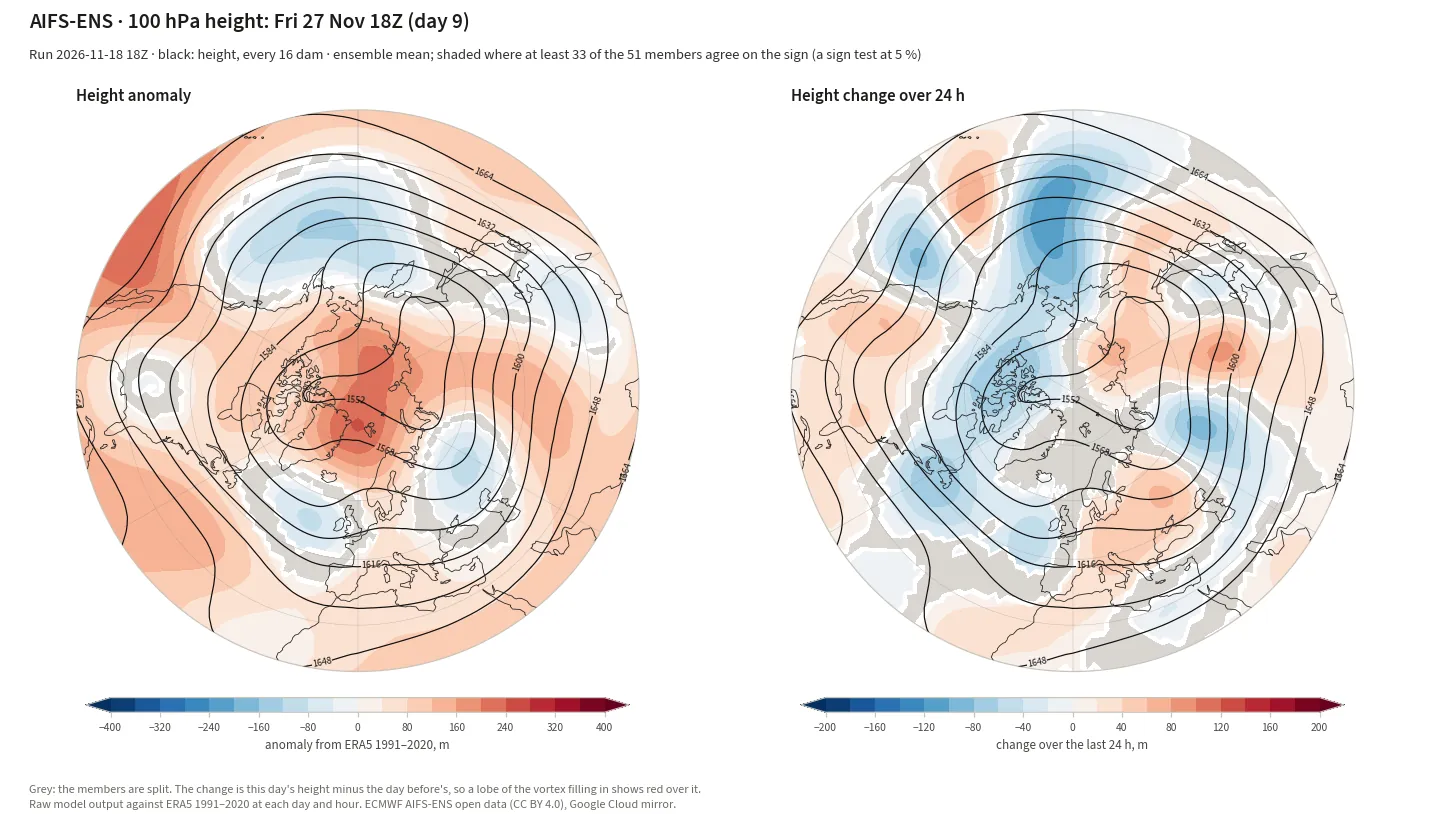 AIFS-ENS · 100 hPa height: Fri 27 Nov 18Z (day 9)
Run 2026-11-18 18Z · black: height, every 16 dam · ensemble mean; shaded where at least 33 of the 51 members agree on the sign (a sign test at 5 %)
Height anomaly
Height change over 24 h
1664
1632
1584
1600
1552
1648
1568
1664
1616
1648
1664
1632
1584
1600
1552
1648
1568
1664
1616
1648
−400 −320 −240 −160 −80 0 80 160 240 320 400
anomaly from ERA5 1991–2020, m
−200 −160 −120 −80 −40 0 40 80 120 160 200
change over the last 24 h, m
Grey: the members are split. The change is this day's height minus the day before's, so a lobe of the vortex filling in shows red over it.
Raw model output against ERA5 1991–2020 at each day and hour. ECMWF AIFS-ENS open data (CC BY 4.0), Google Cloud mirror.